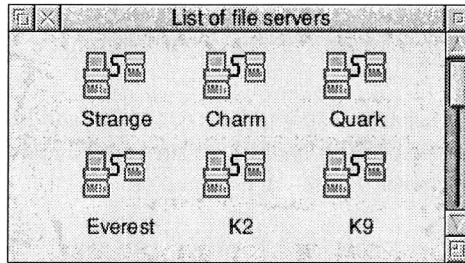 List of file servers
Strange Charm Quark
Everest K2 K9